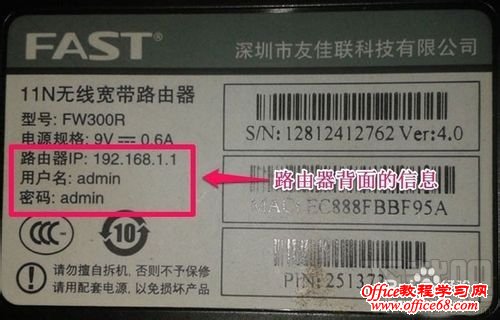 FAST
深圳市友佳联科技有限公司
11N无线宽带路由器
型号: FW300R
电源规格: 9V 0.6A
路由器IP: 192.168.1.1
用户名: admin
密码: admin
S/N: 12812412762 Ver:4.0
路由器背面的信息
MAC: EC888FBBF95A
PIN: 251373
CCC
10
请勿擅自拆机，否则不予保修
请用配套电源，以免损坏产品
Office教程学习网
www.office68.com